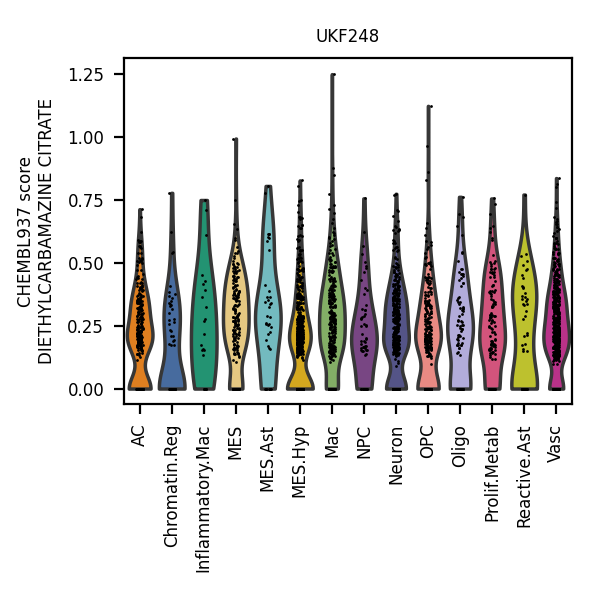 UKF248
CHEMBL937 score
DIETHYLCARBAMAZINE CITRATE
1.25
1.00
0.75
0.50
0.25
0.00
AC
Chromatin.Reg
Inflammatory.Mac
MES
MES.Ast
MES.Hyp
Mac
NPC
Neuron
OPC
Oligo
Prolif.Metab
Reactive.Ast
Vasc